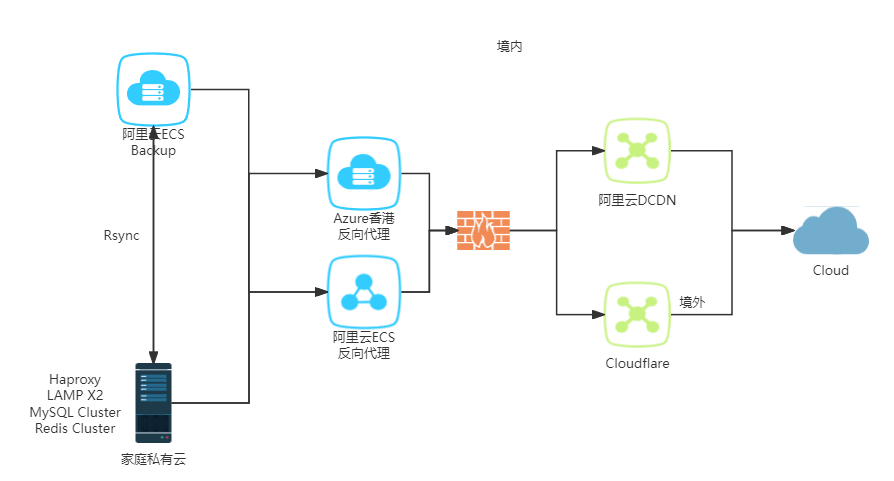 境内
阿里云ECS
Backup
Rsync
Haproxy
LAMP X2
MySQL Cluster
Redis Cluster
家庭私有云
Azure香港
反向代理
阿里云ECS
反向代理
阿里云DCDN
境外
Cloudflare
Cloud